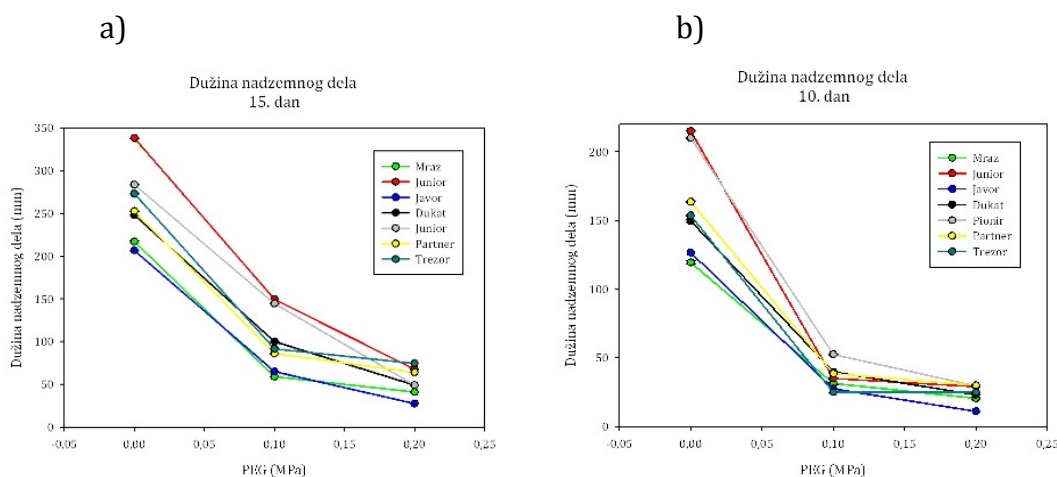 a)
Dužina nadzemnog dela
15. dan
Dužina nadzemnog dela (mm)
350
300
250
200
150
100
50
0
-0.05
0,00
0,05
0,10
0,15
0,20
0,25
PEG (MPa)
Mraz
Junior
Javor
Dukat
Junior
Partner
Trezor
b)
Dužina nadzemnog dela
10. dan
Dužina nadzemnog dela (mm)
200
150
100
50
0
-0.05
0,00
0,05
0,10
0,15
0,20
0,25
PEG (MPa)
Mraz
Junior
Javor
Dukat
Pionir
Partner
Trezor